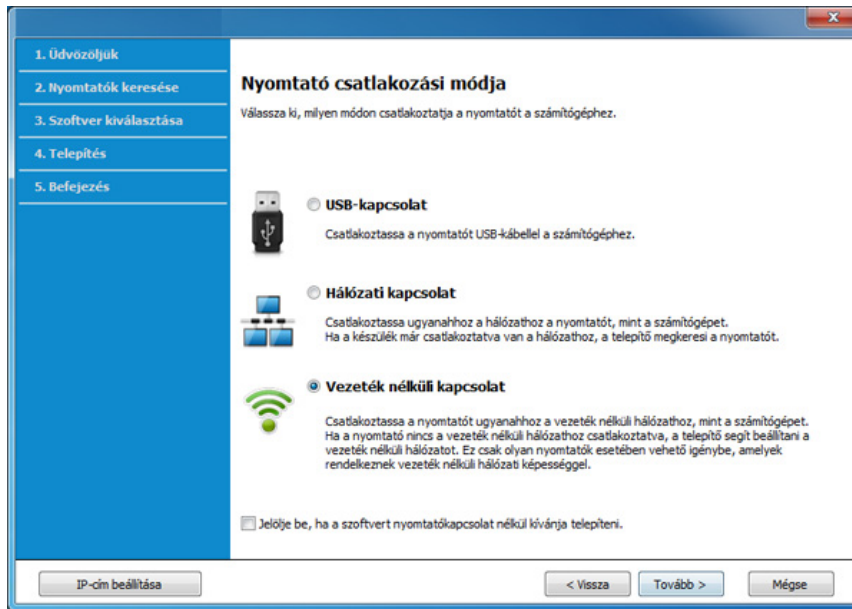 1. Üdvözöljük
2. Nyomtatók keresése
3. Szoftver kiválasztása
4. Telepítés
5. Befejezés
Nyomtató csatlakozási módja
Válassza ki, milyen módon csatlakoztatja a nyomtatót a számítógéphez.
USB-kapcsolat
Csatlakoztassa a nyomtatót USB-kábellel a számítógéphez.
Hálózati kapcsolat
Csatlakoztassa ugyanahhoz a hálózathoz a nyomtatót, mint a számítógépet.
Ha a készülék már csatlakoztatva van a hálózathoz, a telepítő megkeresi a nyomtatót.
Vezeték nélküli kapcsolat
Csatlakoztassa a nyomtatót ugyanahhoz a vezeték nélküli hálózathoz, mint a számítógépet.
Ha a nyomtató nincs a vezeték nélküli hálózathoz csatlakoztatva, a telepítő segít beállítani a
vezeték nélküli hálózatot. Ez csak olyan nyomtatók esetében vehető igénybe, amelyek
rendelkeznek vezeték nélküli hálózati képességgel.
Jelölje be, ha a szoftvert nyomtatókapcsolat nélkül kívánja telepíteni.
IP-cím beállítása
< Vissza
Tovább >
Mégse